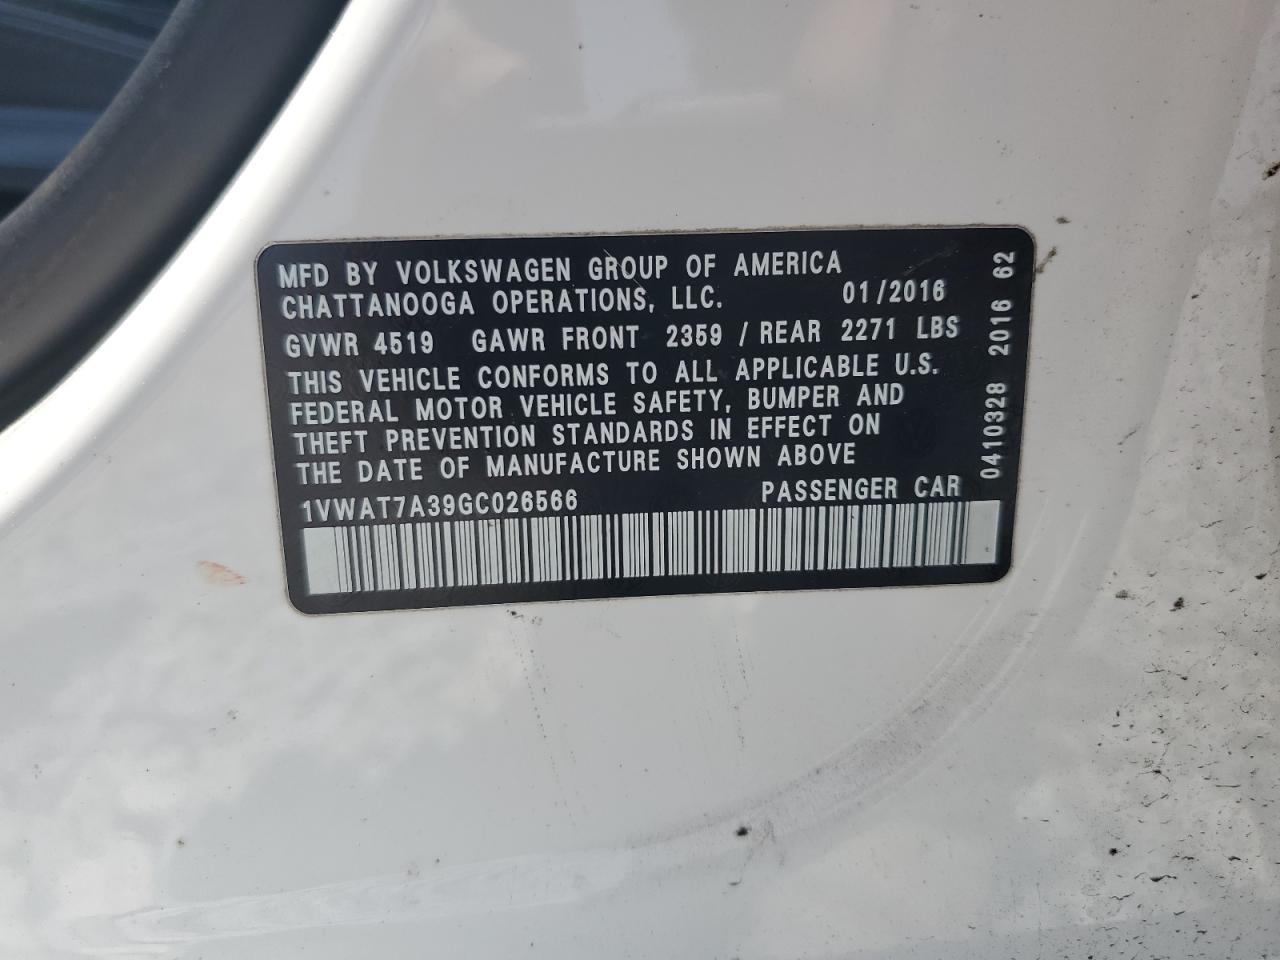 MFD BY VOLKSWAGEN GROUP OF AMERICA
CHATTANOOGA OPERATIONS, LLC. 01/2016
GVWR 4519 GAWR FRONT 2359 / REAR 2271 LBS
THIS VEHICLE CONFORMS TO ALL APPLICABLE U.S.
FEDERAL MOTOR VEHICLE SAFETY, BUMPER AND
THEFT PREVENTION STANDARDS IN EFFECT ON
THE DATE OF MANUFACTURE SHOWN ABOVE
1VWAT7A39GC026566 PASSENGER CAR
0410328 2016 62